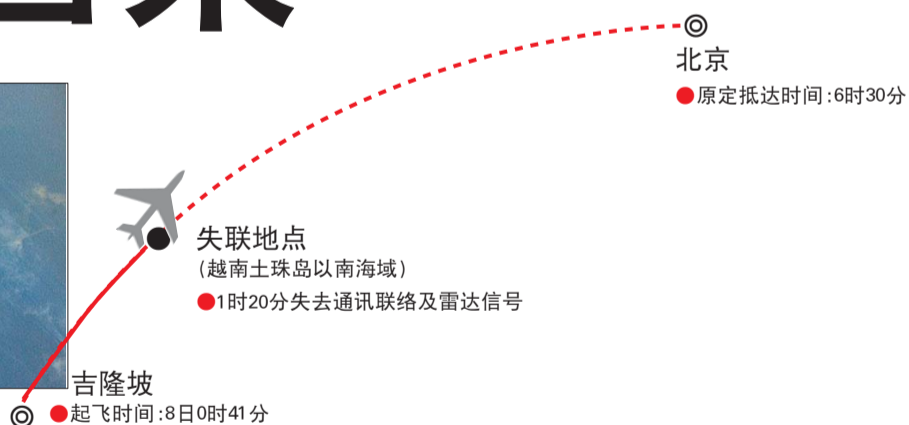 北京
●原定抵达时间:6时30分
失联地点
(越南土珠岛以南海域)
●1时20分失去通讯联络及雷达信号
吉隆坡
●起飞时间:8日0时41分